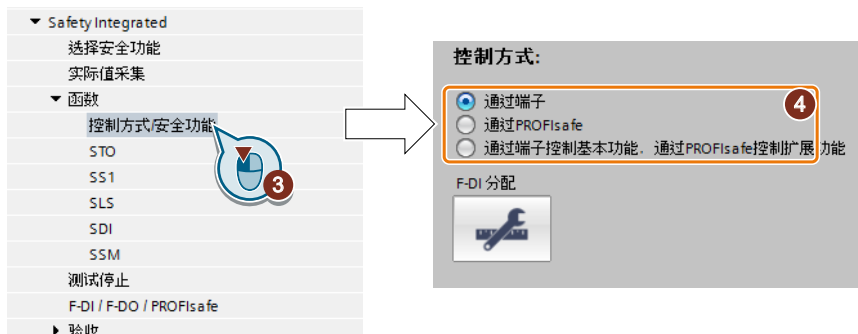 Safety Integrated
选择安全功能
实际值采集
函数
控制方式/安全功能
STO
SS1
SLS
SDI
SSM
测试停止
F-DI / F-DO / PROFIsafe
验收
3
控制方式:
通过端子
通过PROFIsafe
通过端子控制基本功能，通过PROFIsafe控制扩展功能
4
F-DI 分配